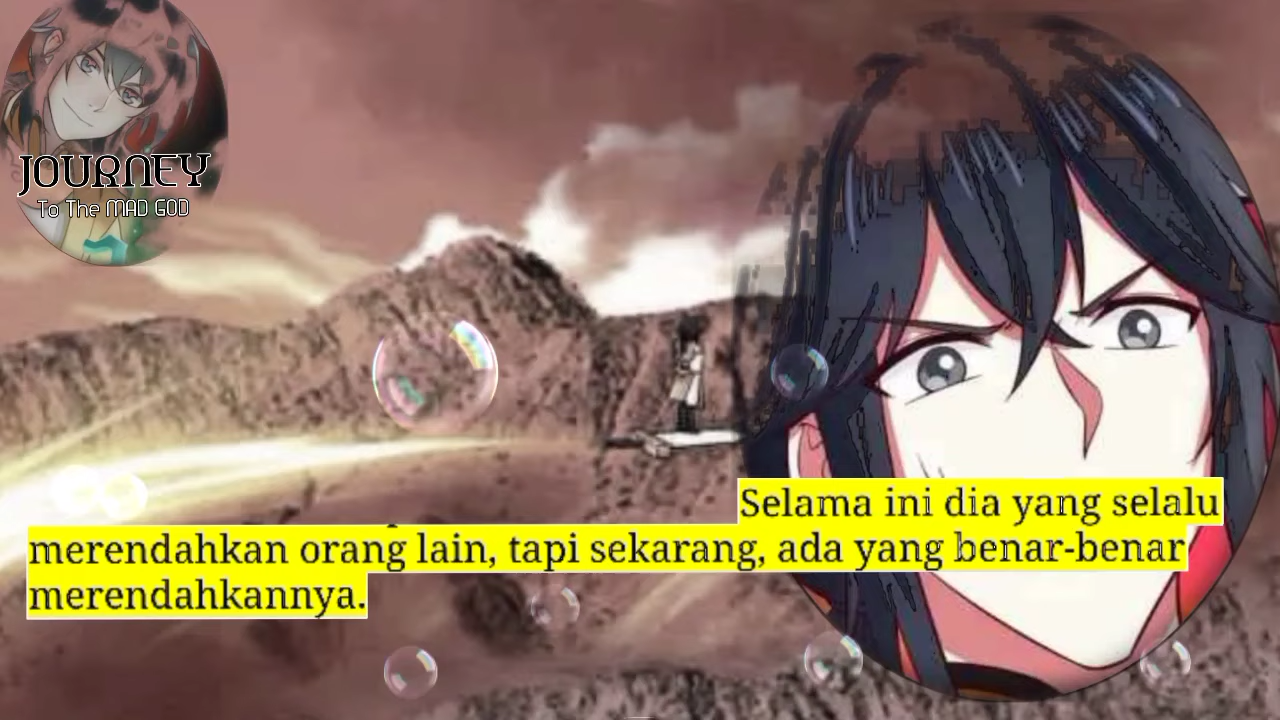 JOURNEY
To The MAD GOD
Selama ini dia yang selalu
merendahkan orang lain, tapi sekarang, ada yang benar-benar
merendahkannya.